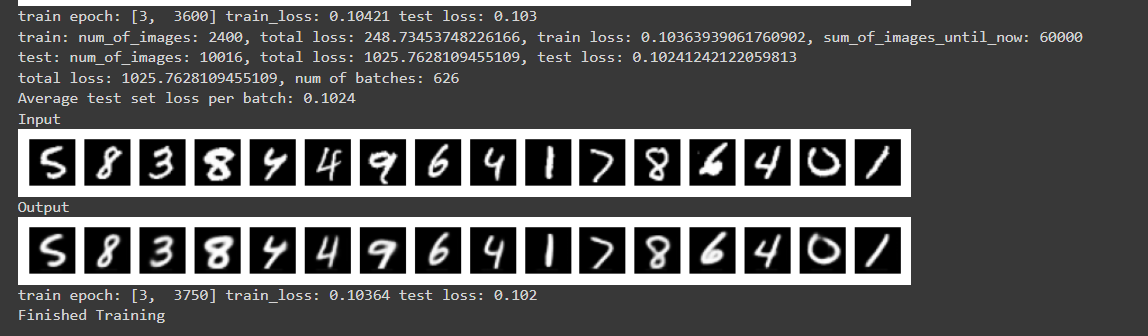 train epoch: [3,  3600] train_loss: 0.10421 test loss: 0.103
train: num_of_images: 2400, total loss: 248.73453748226166, train loss: 0.10363939061760902, sum_of_images_until_now: 60000
test: num_of_images: 10016, total loss: 1025.7628109455109, test loss: 0.10241242122059813
total loss: 1025.7628109455109, num of batches: 626
Average test set loss per batch: 0.1024
Input
5 8 3 8 4 4 9 6 4 1 7 8 6 4 0 1
Output
5 8 3 8 4 4 9 6 4 1 7 8 6 4 0 1
train epoch: [3,  3750] train_loss: 0.10364 test loss: 0.102
Finished Training